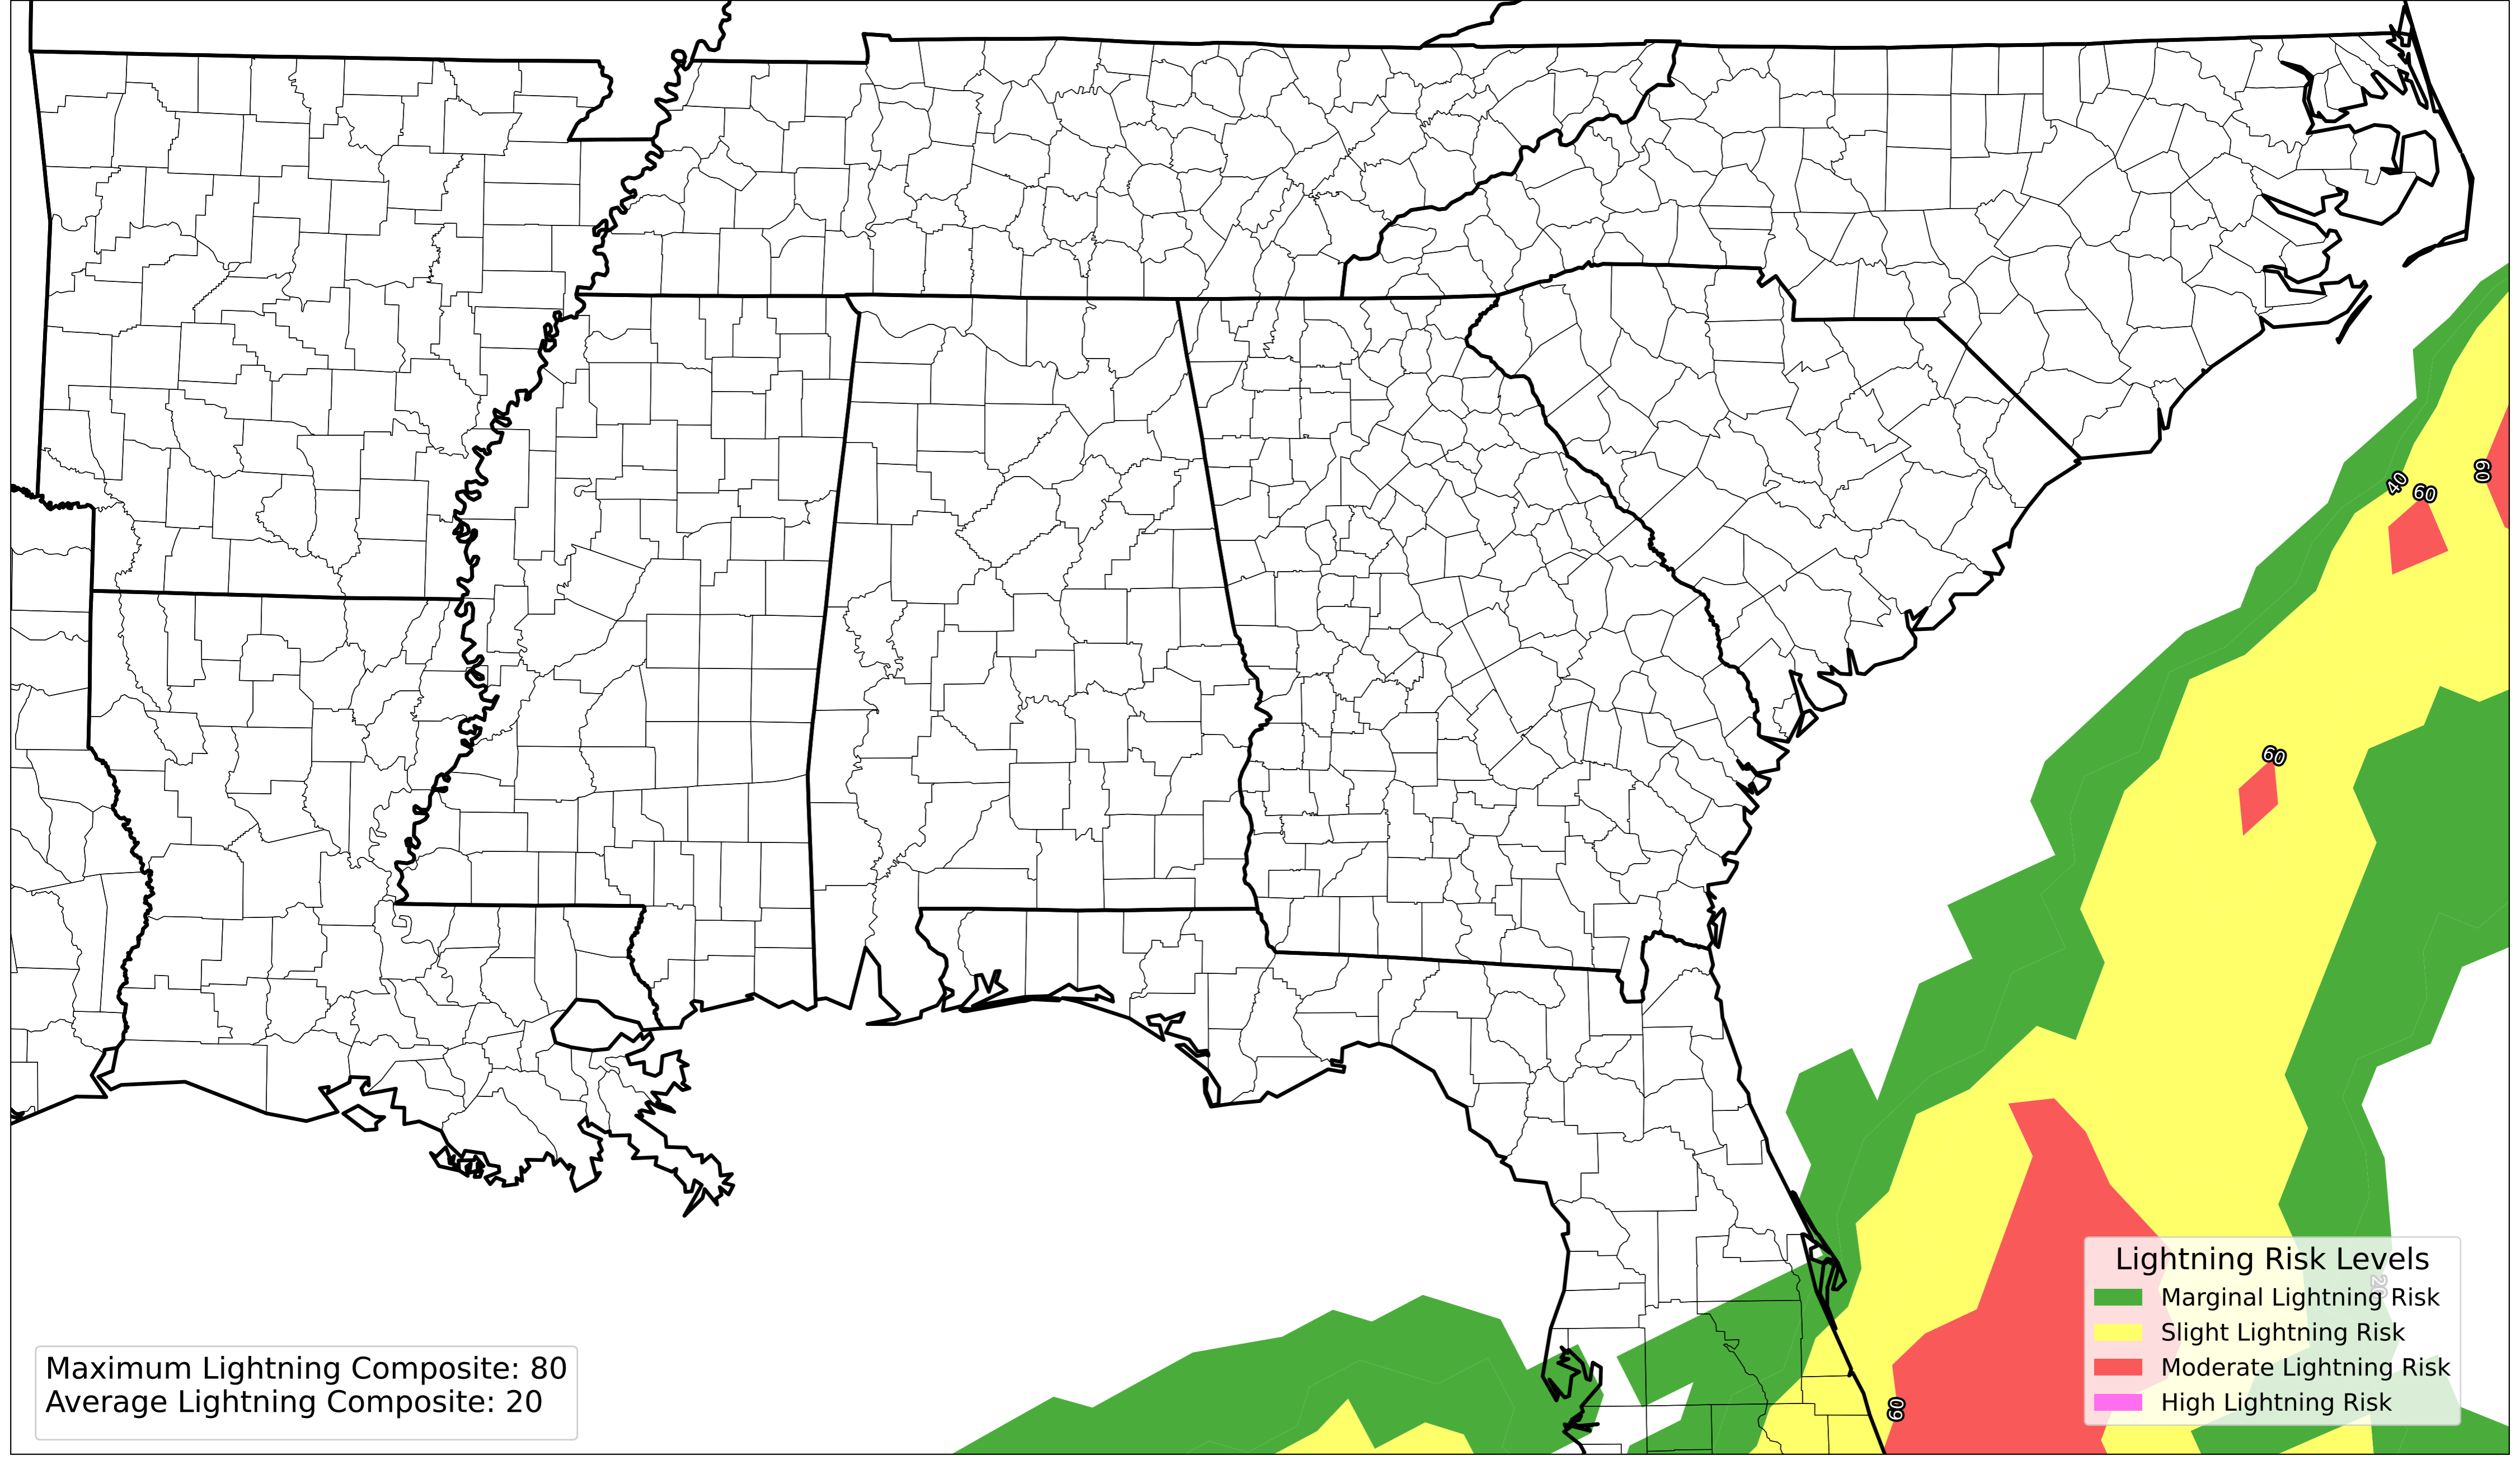 40
60
60
60
60
Lightning Risk Levels
Marginal Lightning Risk
Slight Lightning Risk
Moderate Lightning Risk
High Lightning Risk
Maximum Lightning Composite: 80
Average Lightning Composite: 20